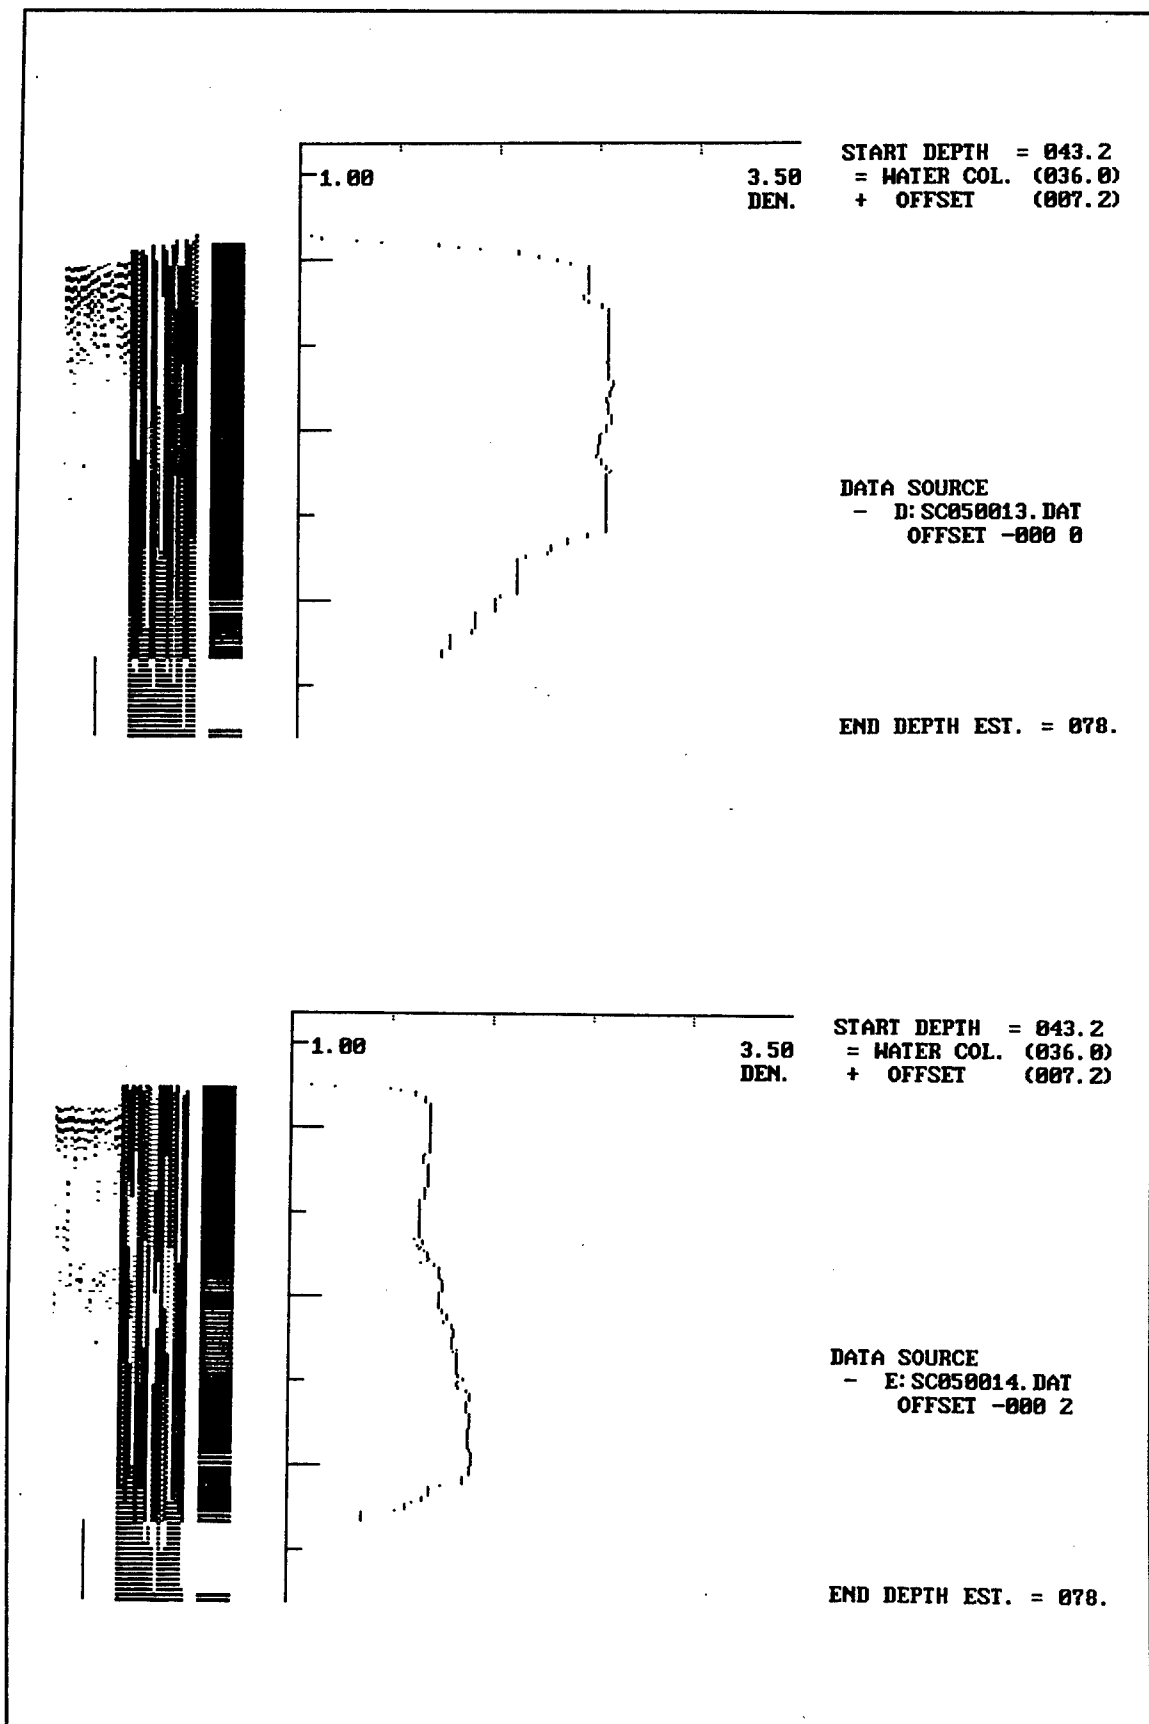 START DEPTH = 043.2
1.00 3.50 = WATER COL. (036.0)
DEN. + OFFSET (007.2)
DATA SOURCE
- D:SC050013.DAT
OFFSET -000 0
END DEPTH EST. = 078.
START DEPTH = 043.2
1.00 3.50 = WATER COL. (036.0)
DEN. + OFFSET (007.2)
DATA SOURCE
- E:SC050014.DAT
OFFSET -000 2
END DEPTH EST. = 078.